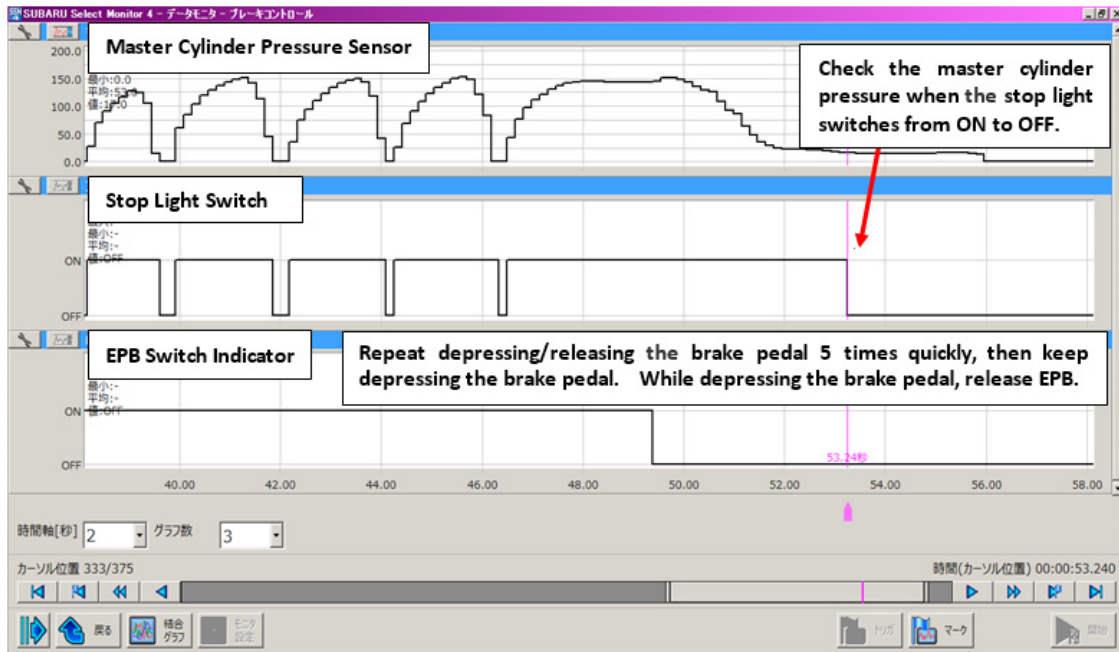 SUBARU Select Monitor 4 - データモニタ - ブレーキコントロール
Master Cylinder Pressure Sensor
200.0
最小:0.0
150.0
100.0
50.0
0.0
Check the master cylinder
pressure when the stop light
switches from ON to OFF.
Stop Light Switch
最小:-
平均:-
値:OFF
ON
OFF
EPB Switch Indicator
Repeat depressing/releasing the brake pedal 5 times quickly, then keep
depressing the brake pedal. While depressing the brake pedal, release EPB.
最小:-
平均:-
ON 値:OFF
OFF
53.24秒
40.00 42.00 44.00 46.00 48.00 50.00 52.00 54.00 56.00 58.00
時間軸[秒] 2 グラフ数 3
カーソル位置 333/375 時間(カーソル位置) 00:00:53.240
戻る 結合グラフ モニタ設定 トリガ マーク 開始